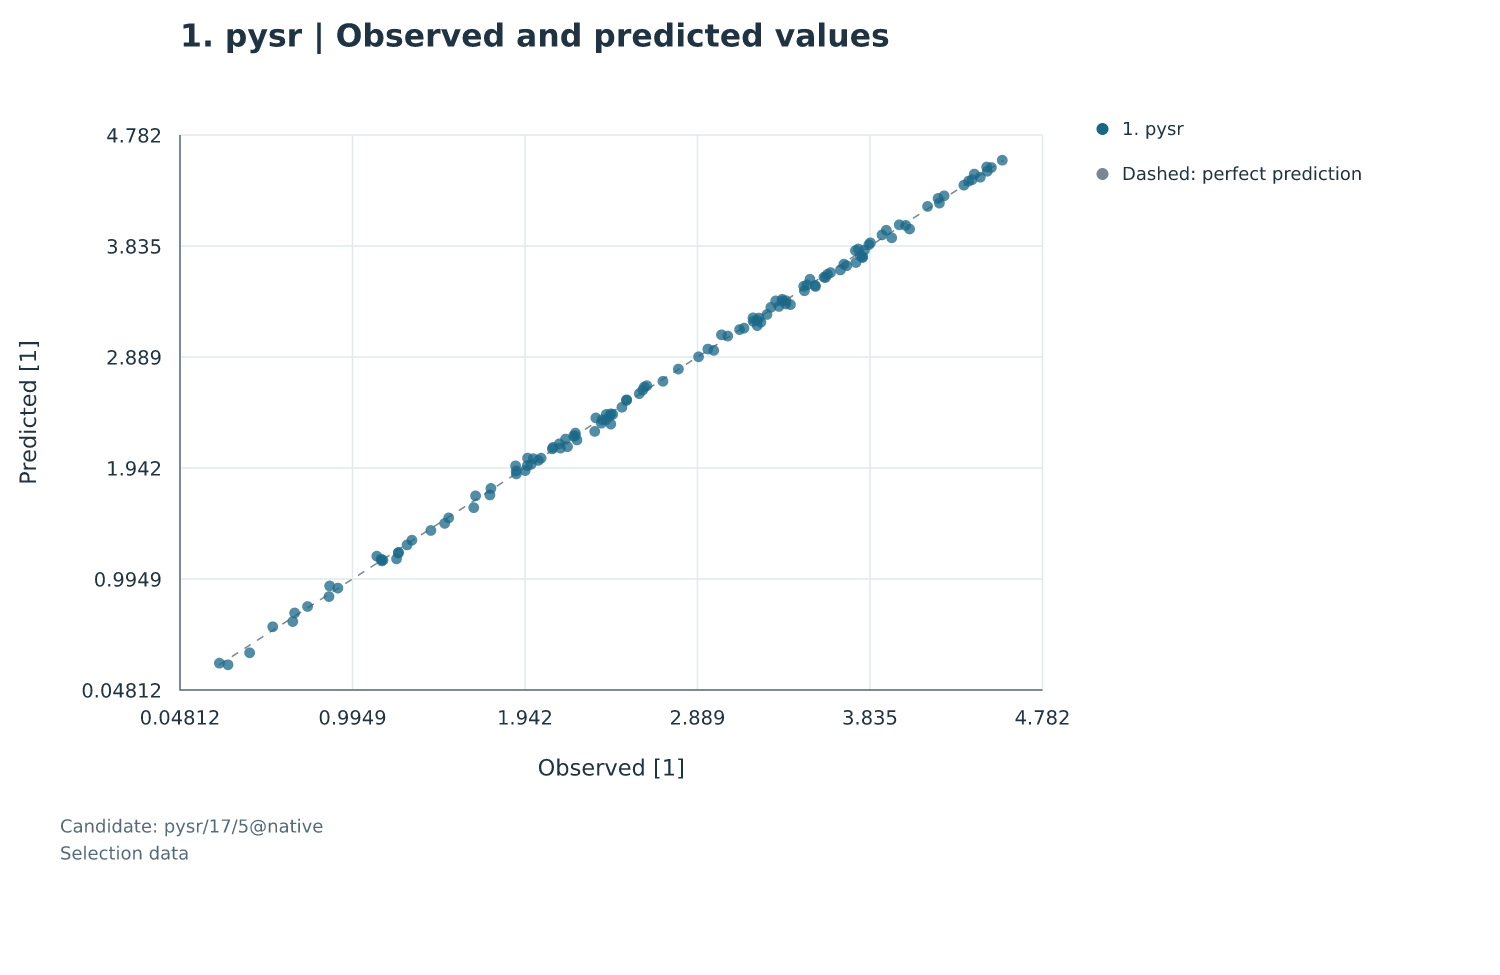 1. pysr | Observed and predicted values
1. pysr
Dashed: perfect prediction
4.782
3.835
2.889
1.942
0.9949
0.04812
Predicted [1]
0.04812 0.9949 1.942 2.889 3.835 4.782
Observed [1]
Candidate: pysr/17/5@native
Selection data